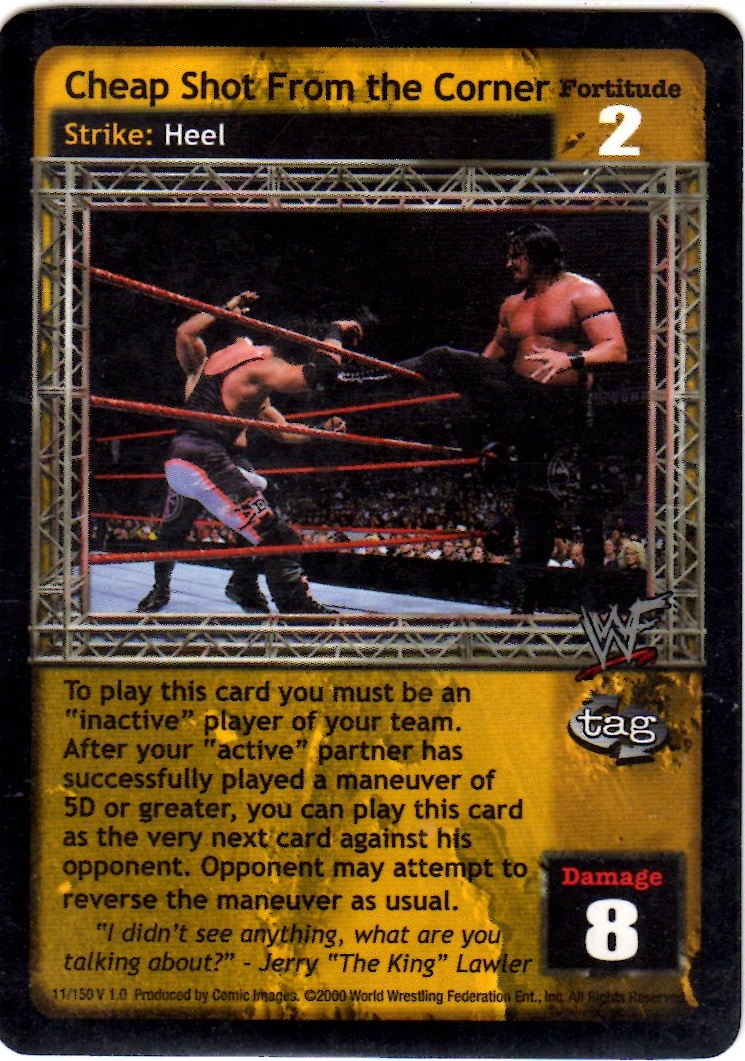 Cheap Shot From the Corner
Fortitude
2
Strike: Heel
WF
tag
To play this card you must be an
"inactive" player of your team.
After your "active" partner has
successfully played a maneuver of
5D or greater, you can play this card
as the very next card against his
opponent. Opponent may attempt to
reverse the maneuver as usual.
"I didn't see anything, what are you
talking about?" - Jerry "The King" Lawler
Damage
8
11/150 V 1.0 Produced by Comic Images. ©2000 World Wrestling Federation Ent., Inc. All Rights Reserved